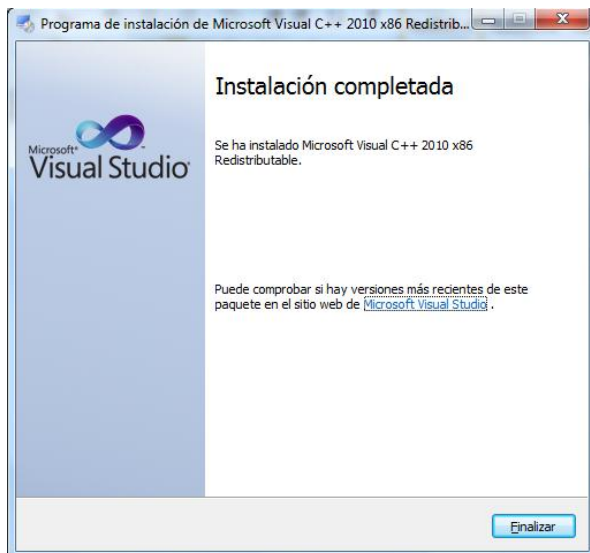 Programa de instalación de Microsoft Visual C++ 2010 x86 Redistrib...
Instalación completada
Microsoft®
Visual Studio
Se ha instalado Microsoft Visual C++ 2010 x86
Redistributable.
Puede comprobar si hay versiones más recientes de este
paquete en el sitio web de Microsoft Visual Studio .
Finalizar